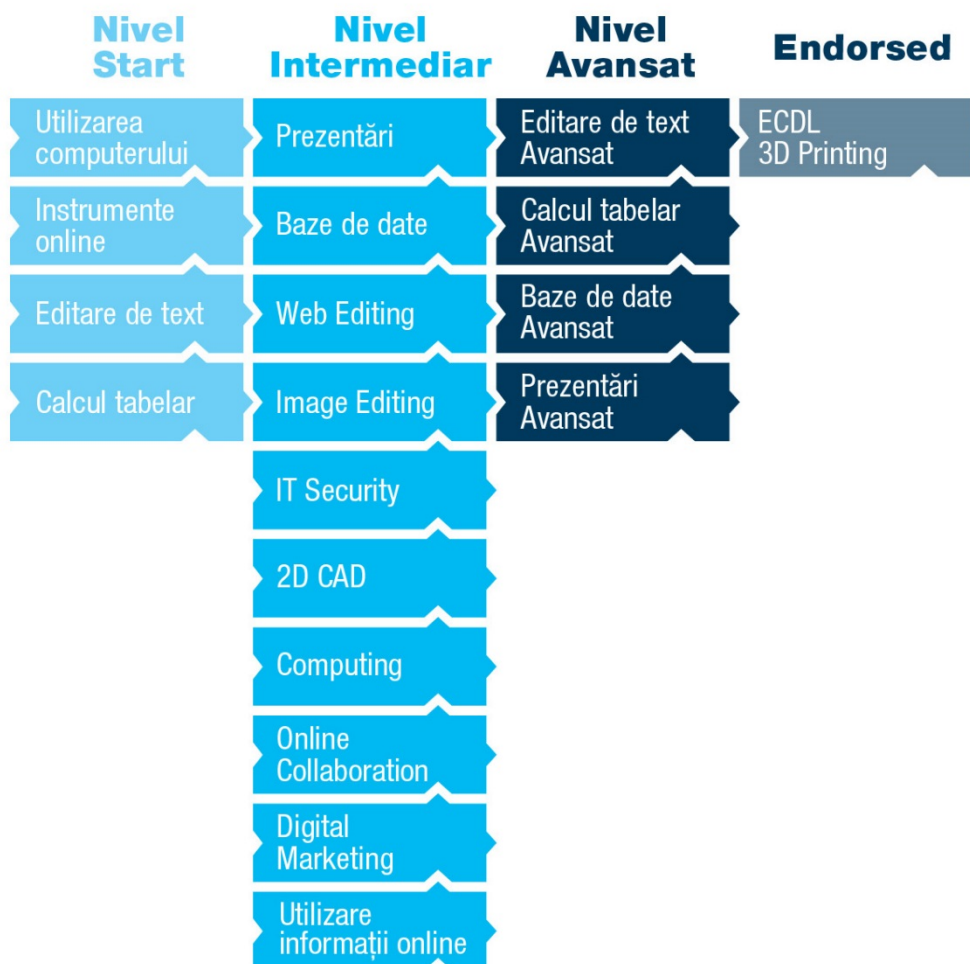 Nivel
Start
Utilizarea
computerului
Instrumente
online
Editare de text
Calcul tabelar
Nivel
Intermediar
Prezentări
Baze de date
Web Editing
Image Editing
IT Security
2D CAD
Computing
Online
Collaboration
Digital
Marketing
Utilizare
informații online
Nivel
Avansat
Editare de text
Avansat
Calcul tabelar
Avansat
Baze de date
Avansat
Prezentări
Avansat
Endorsed
ECDL
3D Printing